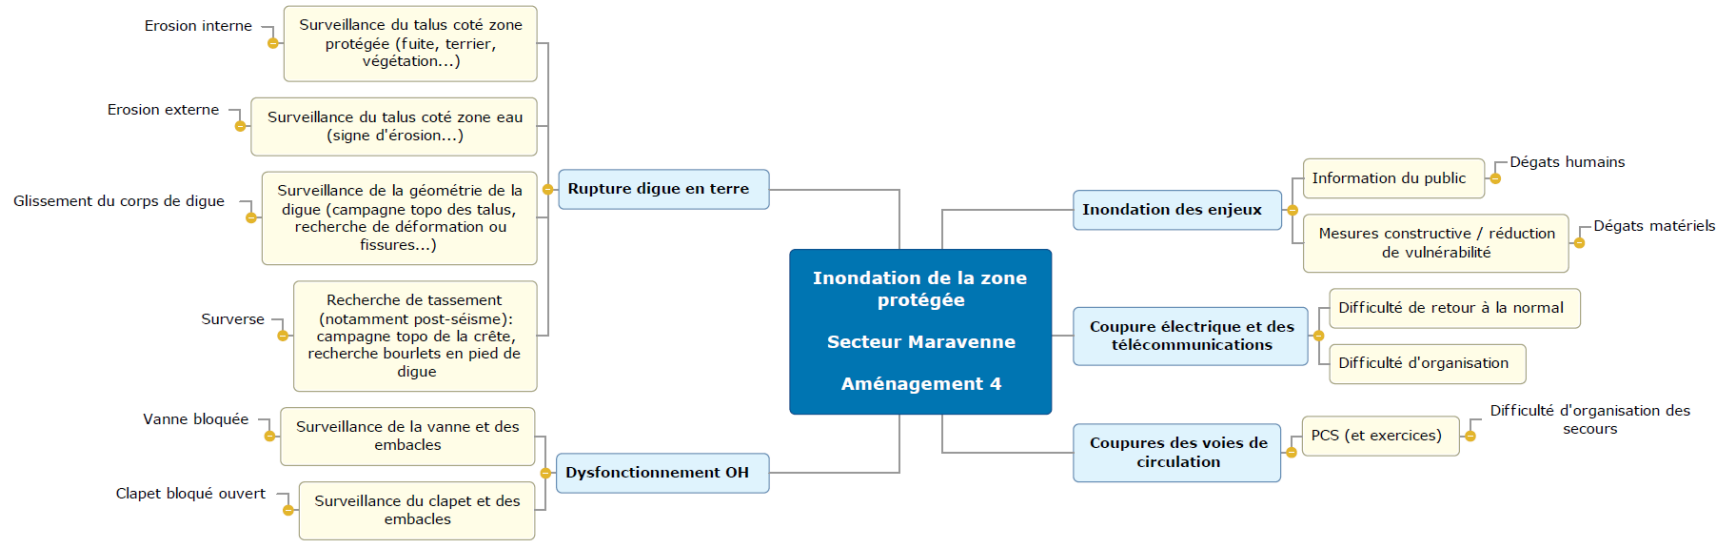 Erosion interne
Surveillance du talus coté zone
protégée (fuite, terrier,
végétation...)
Erosion externe
Surveillance du talus coté zone eau
(signe d'érosion...)
Glissement du corps de digue
Surveillance de la géométrie de la
digue (campagne topo des talus,
recherche de déformation ou
fissures...)
Surverse
Recherche de tassement
(notamment post-séisme):
campagne topo de la crête,
recherche bourlets en pied de
digue
Rupture digue en terre
Vanne bloquée
Surveillance de la vanne et des
embacles
Clapet bloqué ouvert
Surveillance du clapet et des
embacles
Dysfonctionnement OH
Inondation de la zone
protégée
Secteur Maravenne
Aménagement 4
Inondation des enjeux
Information du public
Dégats humains
Mesures constructive / réduction
de vulnérabilité
Dégats matériels
Coupure électrique et des
télécommunications
Difficulté de retour à la normal
Difficulté d'organisation
Coupures des voies de
circulation
PCS (et exercices)
Difficulté d'organisation des
secours